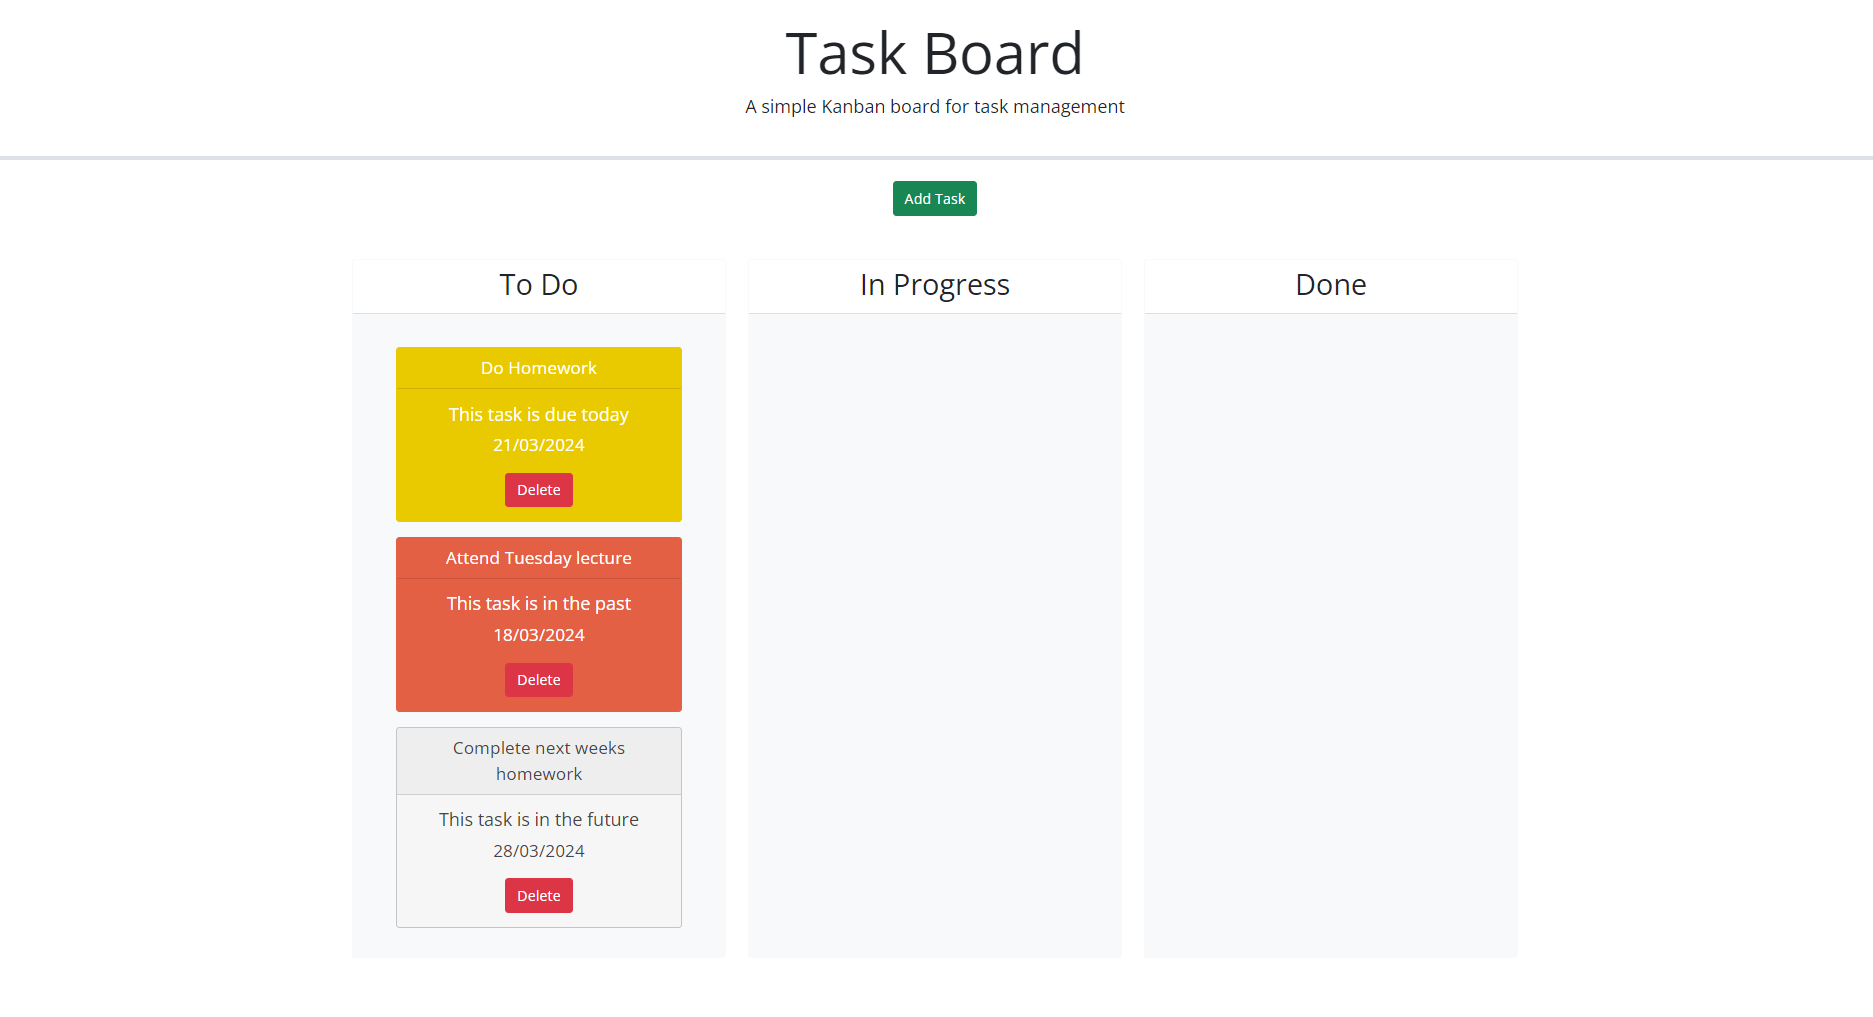 Task Board
A simple Kanban board for task management
Add Task
To Do
Do Homework
This task is due today
21/03/2024
Delete
Attend Tuesday lecture
This task is in the past
18/03/2024
Delete
Complete next weeks
homework
This task is in the future
28/03/2024
Delete
In Progress
Done